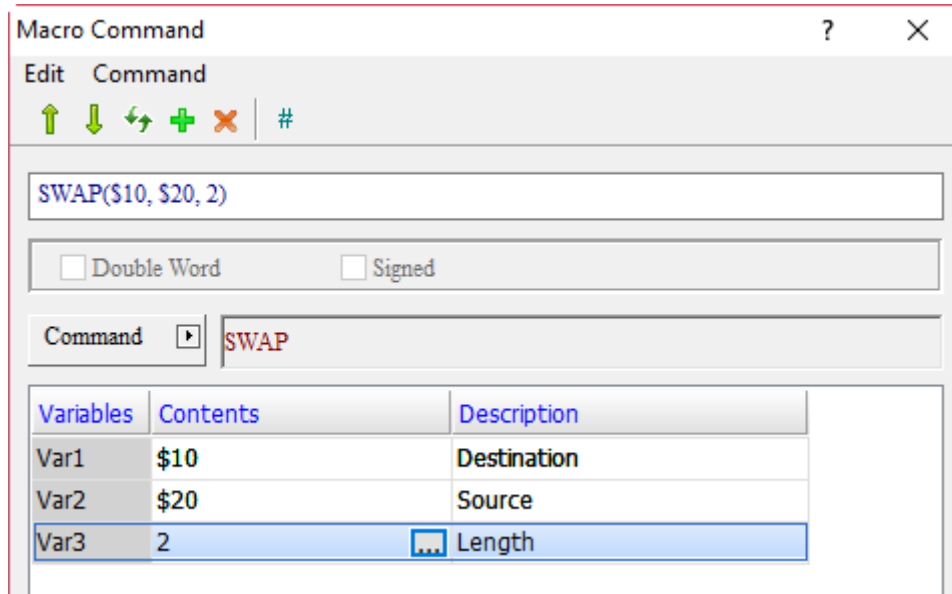 Macro Command ?
Edit Command
#
SWAP($10, $20, 2)
Double Word Signed
Command SWAP
Variables Contents Description
Var1 $10 Destination
Var2 $20 Source
Var3 2 ... Length